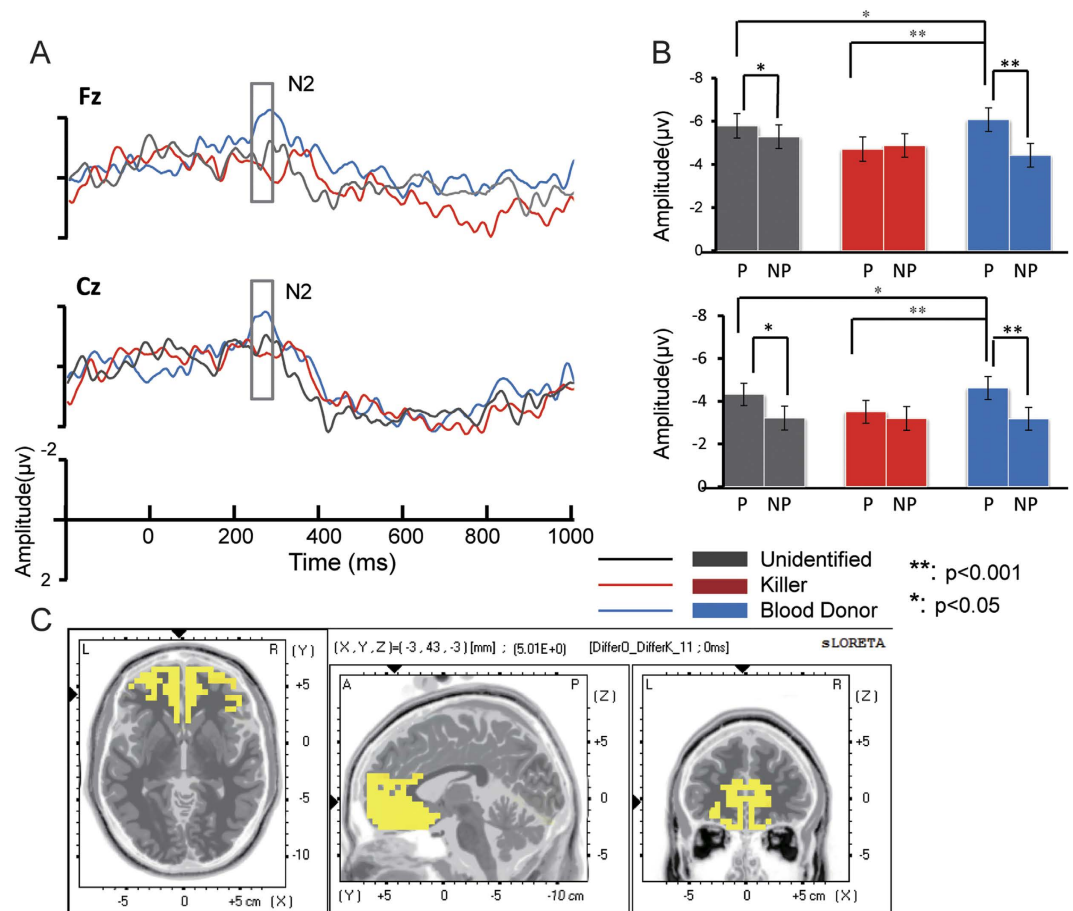 A
Fz
N2
Cz
N2
-2
Amplitude(μv)
2
0 200 400 600 800 1000
Time (ms)
B
* **
* **
-8
-6
-4
-2
0
Amplitude(μv)
P NP P NP P NP
* **
* **
-8
-6
-4
-2
0
Amplitude(μv)
P NP P NP P NP
Unidentified
Killer
Blood Donor
**: p<0.001
*: p<0.05
C
(X,Y,Z)=(-3,43,-3)[mm] ; (5.01E+0) [DifferO_DifferK_11 ; 0ms] sLORETA
L R (Y)
+5
0
-5
-10
-5 0 +5 cm (X)
A P (Z)
+5
0
-5
(Y) +5 0 -5 -10 cm
L R (Z)
+5
0
-5
-5 0 +5 cm (X)